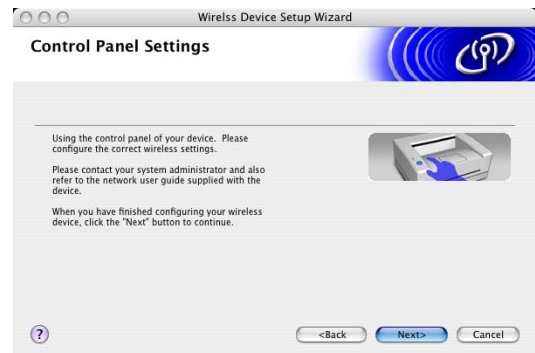 Wirelss Device Setup Wizard
Control Panel Settings
Using the control panel of your device. Please
configure the correct wireless settings.
Please contact your system administrator and also
refer to the network user guide supplied with the
device.
When you have finished configuring your wireless
device, click the "Next" button to continue.
?
<Back
Next>
Cancel